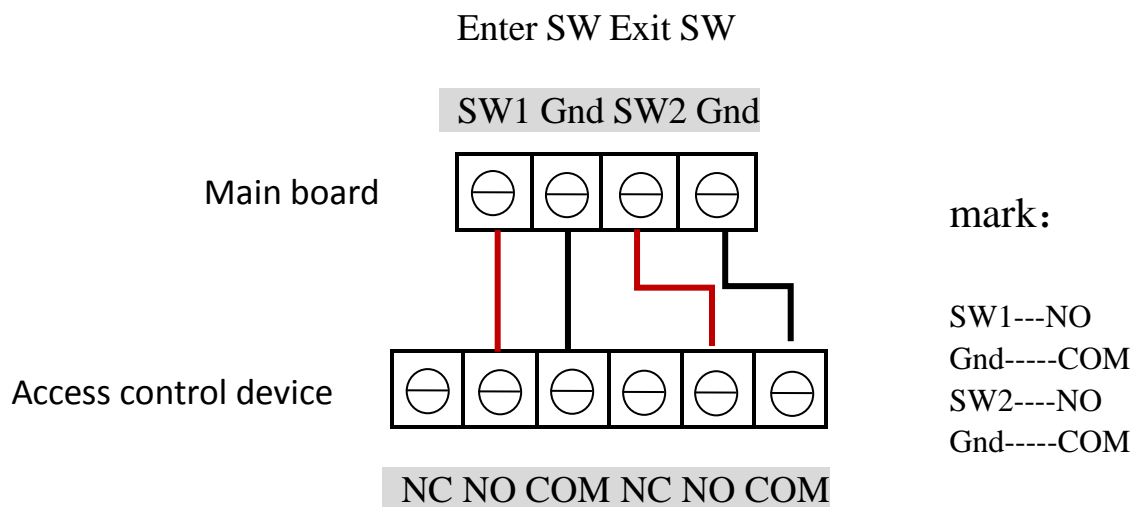 Enter SW Exit SW
SW1 Gnd SW2 Gnd
Main board
mark：
SW1---NO
Gnd-----COM
SW2----NO
Gnd-----COM
Access control device
NC NO COM NC NO COM